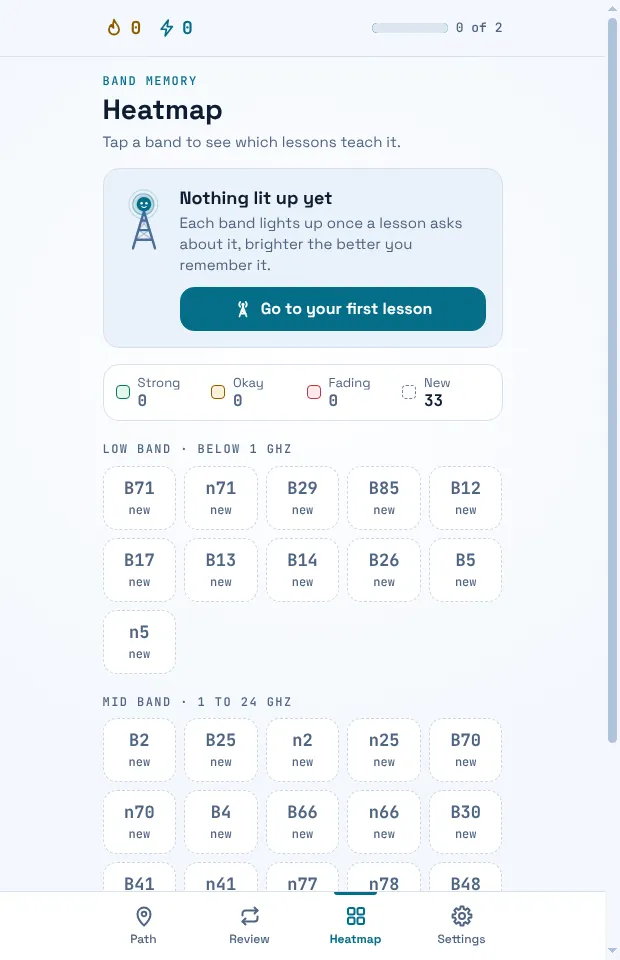 0 0 0 of 2
BAND MEMORY
Heatmap
Tap a band to see which lessons teach it.
Nothing lit up yet
Each band lights up once a lesson asks
about it, brighter the better you
remember it.
Go to your first lesson
Strong Okay Fading New
0 0 0 33
LOW BAND · BELOW 1 GHZ
B71 n71 B29 B85 B12
new new new new new
B17 B13 B14 B26 B5
new new new new new
n5
new
MID BAND · 1 TO 24 GHZ
B2 B25 n2 n25 B70
new new new new new
n70 B4 B66 n66 B30
new new new new new
B41 n41 n77 n78 B48
Path Review Heatmap Settings